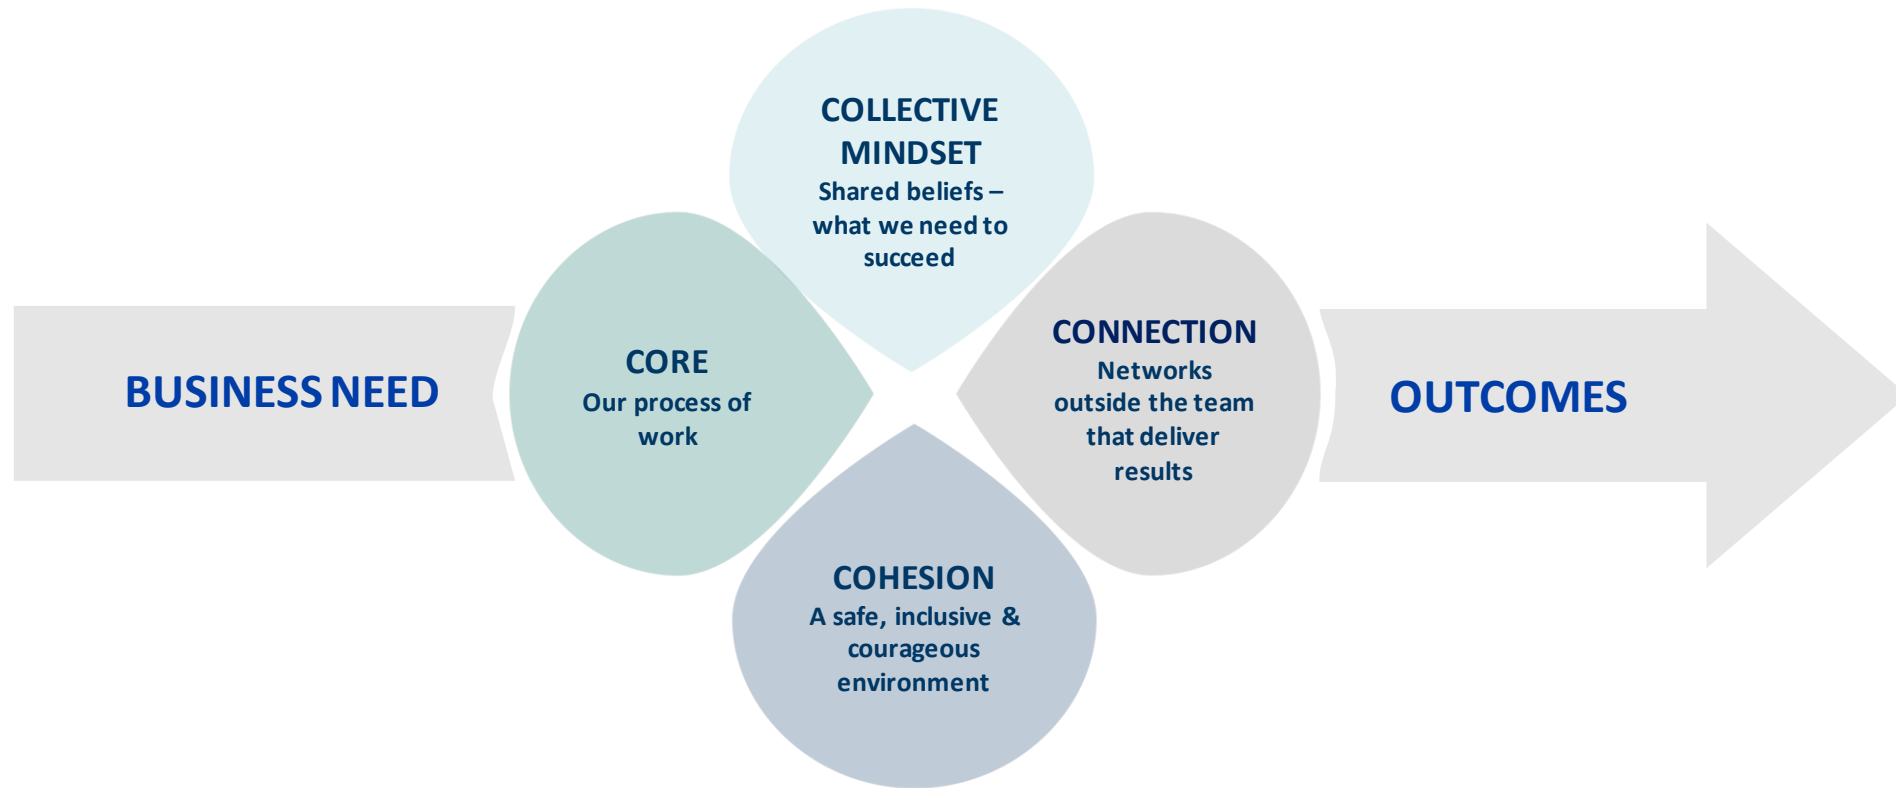 COLLECTIVE
MINDSET
Shared beliefs –
what we need to
succeed
CORE
Our process of
work
CONNECTION
Networks
outside the team
that deliver
results
COHESION
A safe, inclusive &
courageous
environment
BUSINESS NEED
OUTCOMES